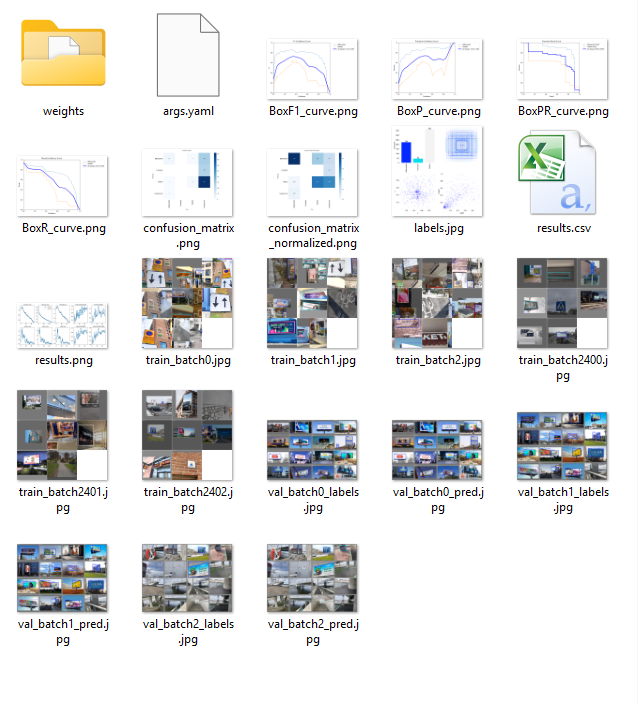 weights
args.yaml
BoxF1_curve.png
BoxP_curve.png
BoxPR_curve.png
BoxR_curve.png
confusion_matrix
.png
confusion_matrix
_normalized.png
labels.jpg
results.csv
results.png
train_batch0.jpg
train_batch1.jpg
train_batch2.jpg
train_batch2400.j
pg
train_batch2401.j
pg
train_batch2402.j
pg
val_batch0_labels
.jpg
val_batch0_pred.j
pg
val_batch1_labels
.jpg
val_batch1_pred.j
pg
val_batch2_labels
.jpg
val_batch2_pred.j
pg